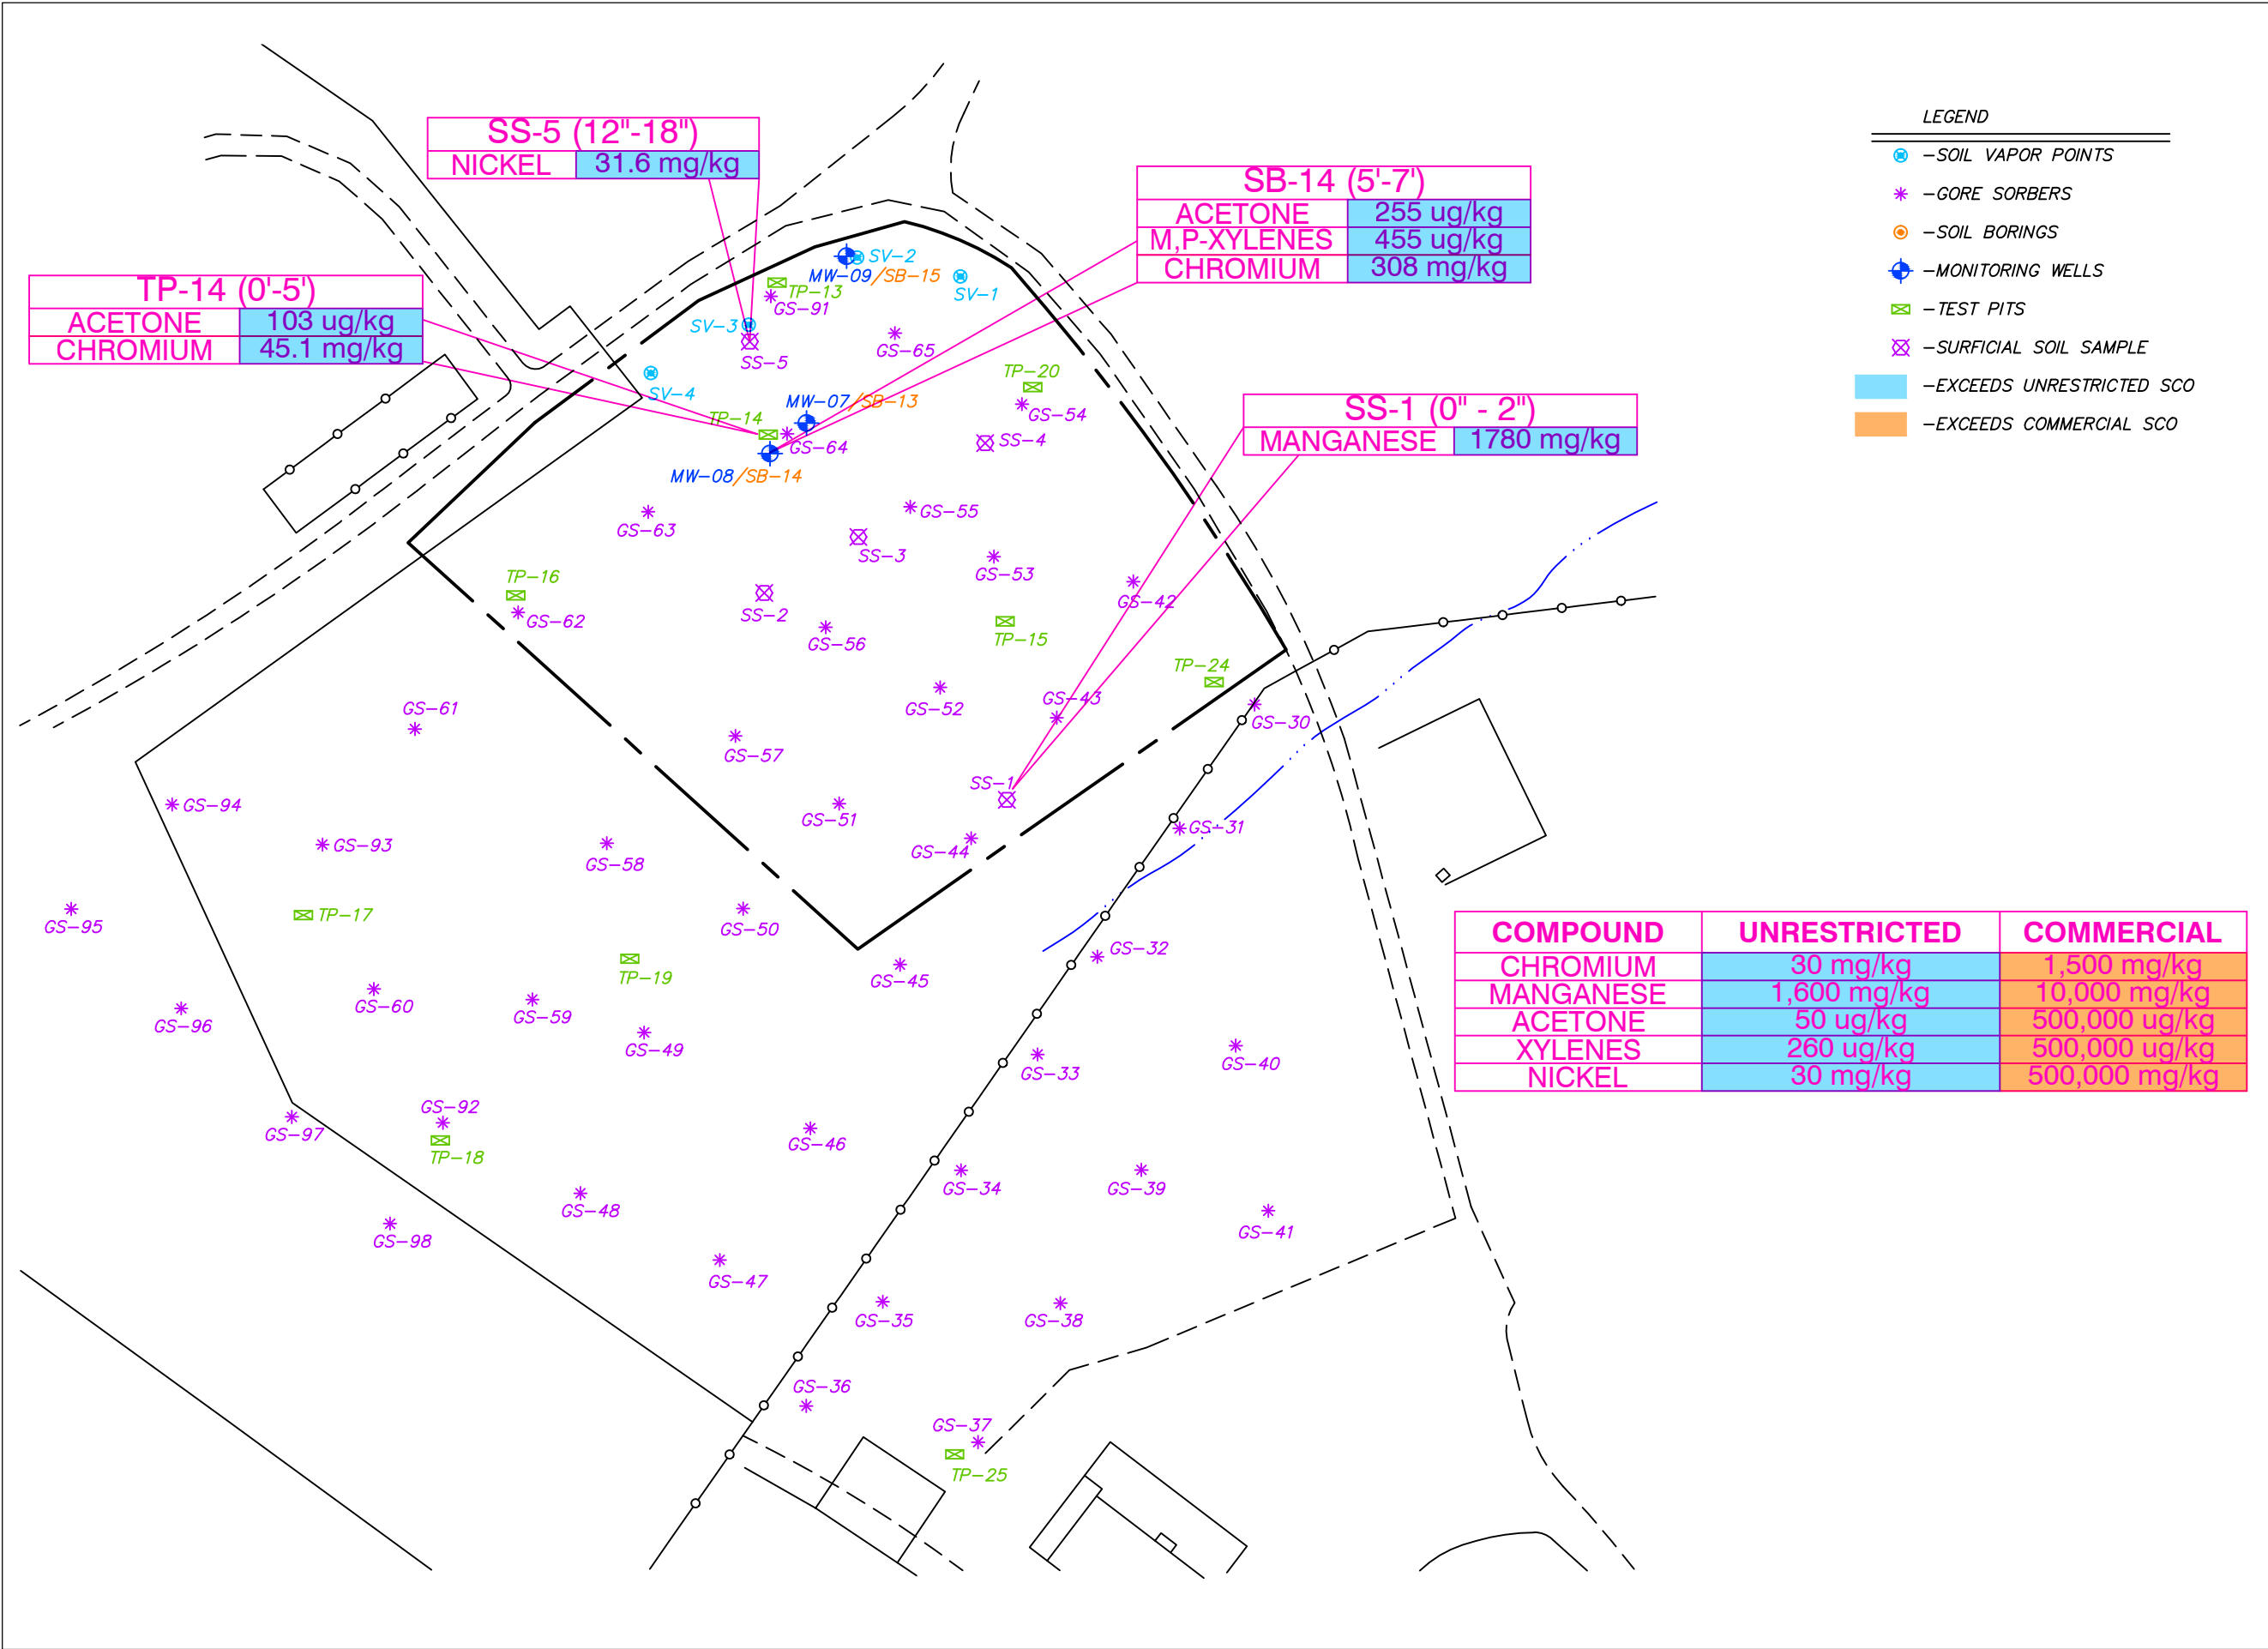 LEGEND
-SOIL VAPOR POINTS
-GORE SORBERS
-SOIL BORINGS
-MONITORING WELLS
-TEST PITS
-SURFICIAL SOIL SAMPLE
-EXCEEDS UNRESTRICTED SCO
-EXCEEDS COMMERCIAL SCO
SS-5 (12"-18")
NICKEL 31.6 mg/kg
SB-14 (5'-7')
ACETONE 255 ug/kg
M,P-XYLENES 455 ug/kg
CHROMIUM 308 mg/kg
TP-14 (0'-5')
ACETONE 103 ug/kg
CHROMIUM 45.1 mg/kg
SS-1 (0" - 2")
MANGANESE 1780 mg/kg
SV-2
MW-09/SB-15
SV-1
TP-13
GS-91
SV-3
SS-5
GS-65
SV-4
TP-20
GS-54
MW-07/SB-13
TP-14
GS-64
SS-4
MW-08/SB-14
GS-55
GS-63
SS-3
GS-53
TP-16
GS-62
SS-2
GS-42
GS-56
TP-15
TP-24
GS-61
GS-52
GS-43
GS-30
GS-57
SS-1
GS-94
GS-51
GS-31
GS-93
GS-58
GS-44
TP-17
GS-95
GS-50
GS-32
TP-19
GS-45
GS-60
GS-59
GS-96
GS-49
GS-33
GS-40
GS-92
GS-97
GS-46
TP-18
GS-34
GS-39
GS-48
GS-98
GS-41
GS-47
GS-35
GS-38
GS-36
GS-37
TP-25
COMPOUND UNRESTRICTED COMMERCIAL
CHROMIUM 30 mg/kg 1,500 mg/kg
MANGANESE 1,600 mg/kg 10,000 mg/kg
ACETONE 50 ug/kg 500,000 ug/kg
XYLENES 260 ug/kg 500,000 ug/kg
NICKEL 30 mg/kg 500,000 mg/kg